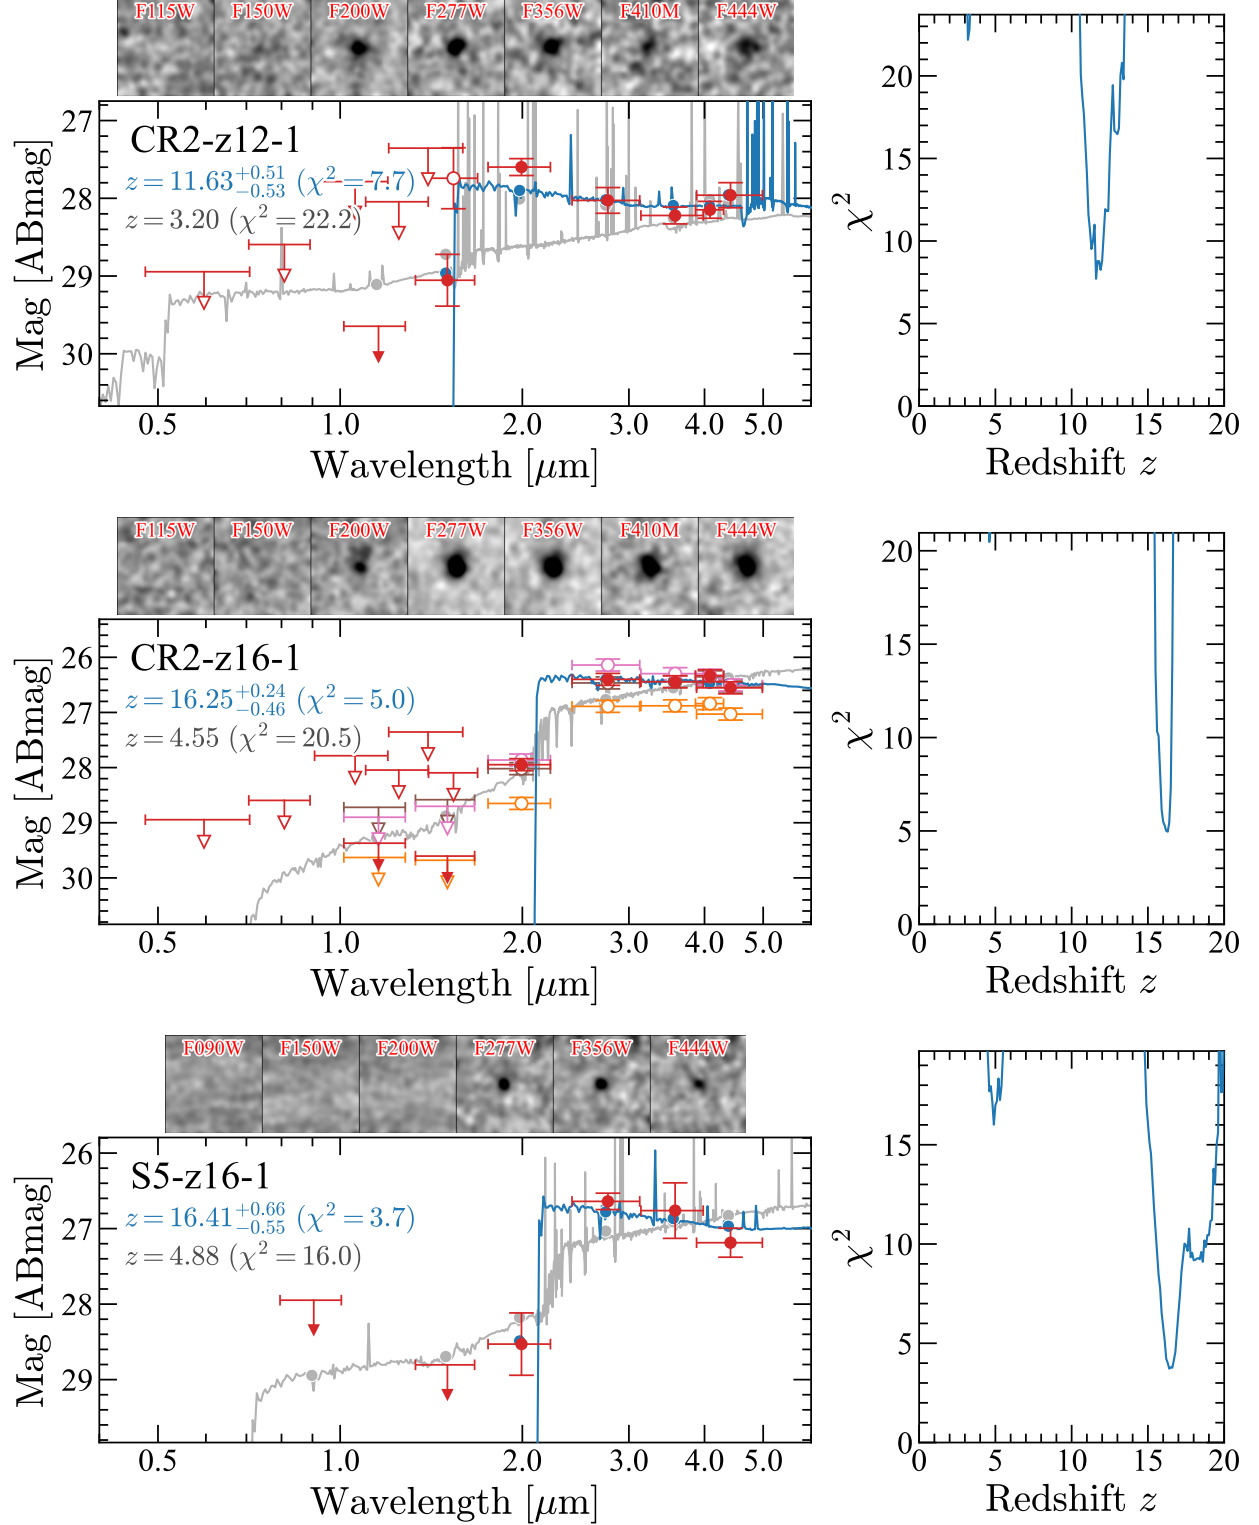 F115W F150W F200W F277W F356W F410M F444W
CR2-z12-1
z = 11.63 +0.51 −0.53 (χ² = 7.7)
z = 3.20 (χ² = 22.2)
Mag [ABmag]
27
28
29
30
0.5 1.0 2.0 3.0 4.0 5.0
Wavelength [μm]
χ²
20
15
10
5
0
0 5 10 15 20
Redshift z
F115W F150W F200W F277W F356W F410M F444W
CR2-z16-1
z = 16.25 +0.24 −0.46 (χ² = 5.0)
z = 4.55 (χ² = 20.5)
Mag [ABmag]
26
27
28
29
30
0.5 1.0 2.0 3.0 4.0 5.0
Wavelength [μm]
χ²
20
15
10
5
0
0 5 10 15 20
Redshift z
F090W F150W F200W F277W F356W F444W
S5-z16-1
z = 16.41 +0.66 −0.55 (χ² = 3.7)
z = 4.88 (χ² = 16.0)
Mag [ABmag]
26
27
28
29
0.5 1.0 2.0 3.0 4.0 5.0
Wavelength [μm]
χ²
15
10
5
0
0 5 10 15 20
Redshift z